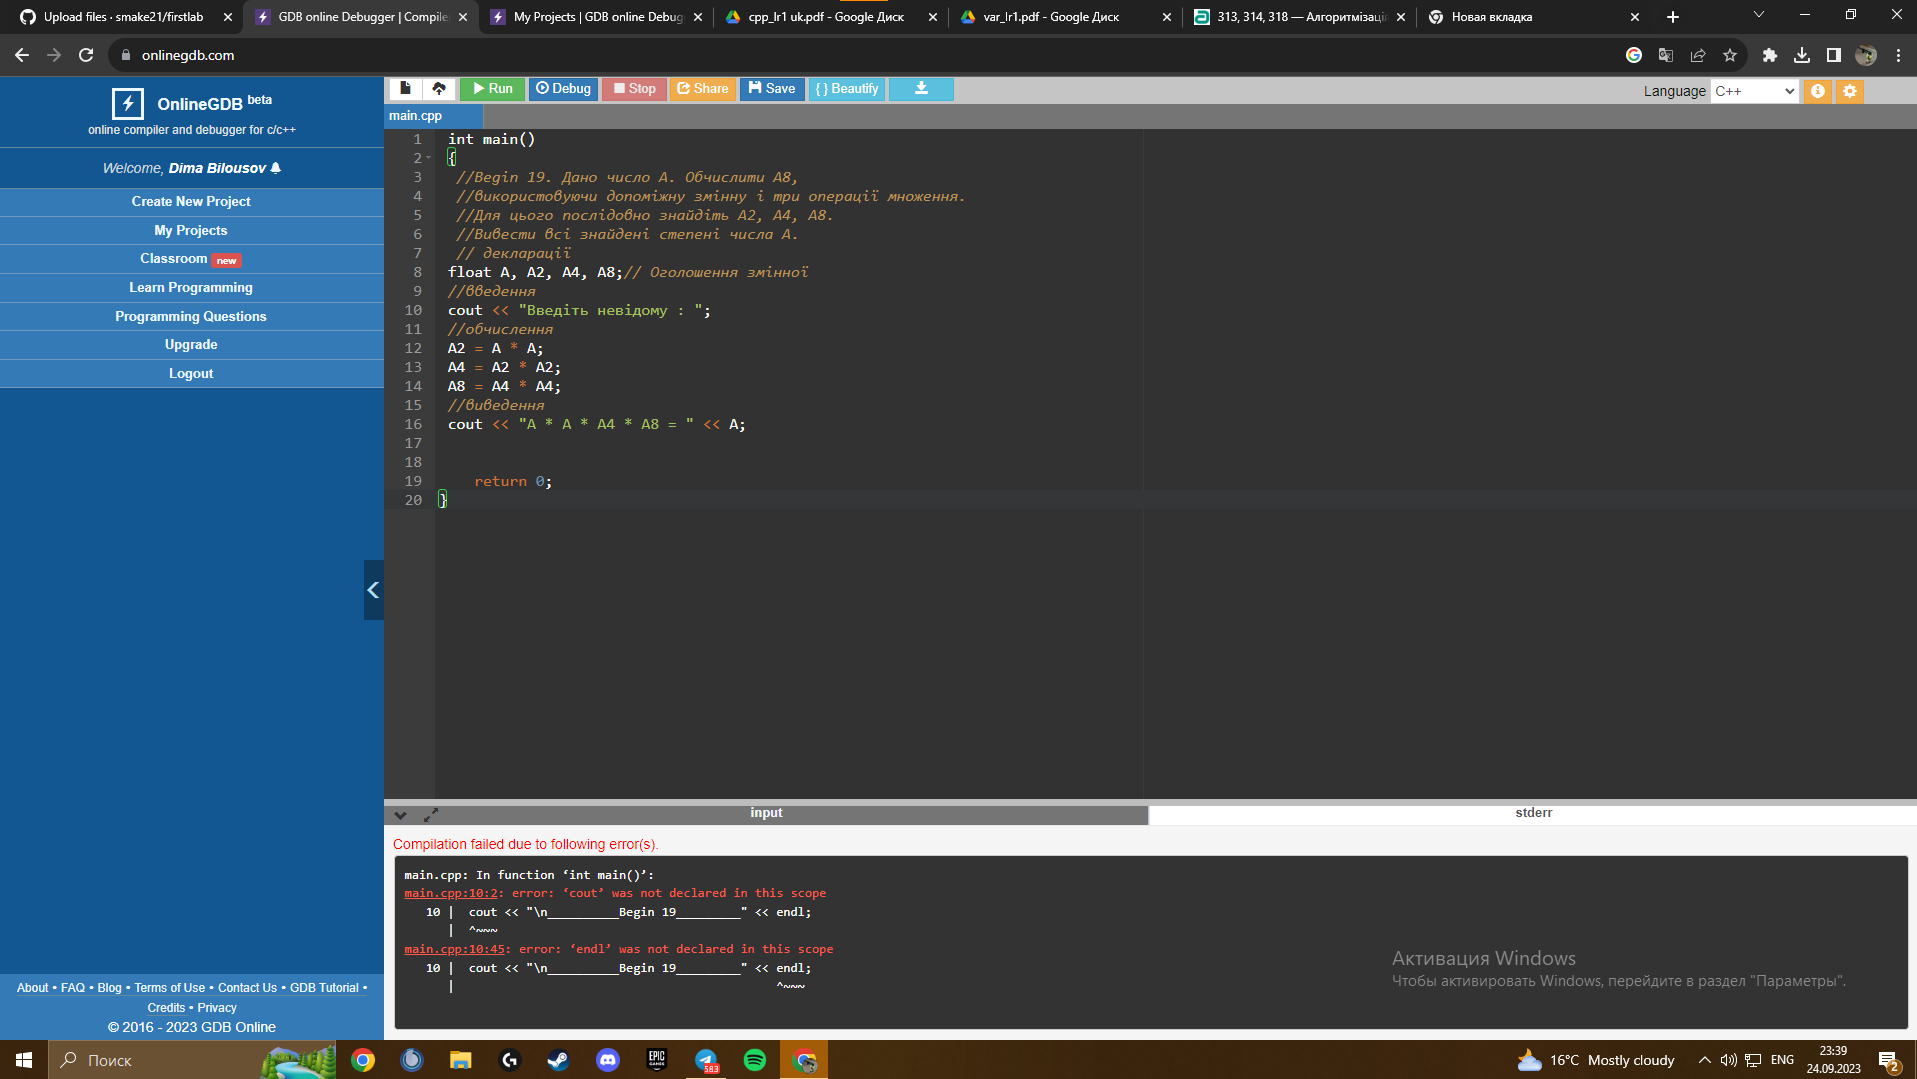 Upload files · smake21/firstlab
GDB online Debugger | Compile
My Projects | GDB online Debug
cpp_lr1 uk.pdf - Google Диск
var_lr1.pdf - Google Диск
313, 314, 318 — Алгоритмізаці
Новая вкладка
onlinegdb.com
OnlineGDB beta
online compiler and debugger for c/c++
Welcome, Dima Bilousov
Create New Project
My Projects
Classroom new
Learn Programming
Programming Questions
Upgrade
Logout
About • FAQ • Blog • Terms of Use • Contact Us • GDB Tutorial •
Credits • Privacy
© 2016 - 2023 GDB Online
Run Debug Stop Share Save { } Beautify
Language C++
main.cpp
1 int main()
2 {
3 //Begin 19. Дано число A. Обчислити A8,
4 //використовуючи допоміжну змінну і три операції множення.
5 //Для цього послідовно знайдіть A2, A4, A8.
6 //Вивести всі знайдені степені числа A.
7 // декларації
8 float A, A2, A4, A8;// Оголошення змінної
9 //введення
10 cout << "Введіть невідому : ";
11 //обчислення
12 A2 = A * A;
13 A4 = A2 * A2;
14 A8 = A4 * A4;
15 //виведення
16 cout << "A * A * A4 * A8 = " << A;
17
18
19 return 0;
20 }
input
stderr
Compilation failed due to following error(s).
main.cpp: In function ‘int main()’:
main.cpp:10:2: error: ‘cout’ was not declared in this scope
10 | cout << "\n__________Begin 19_________" << endl;
| ^~~~
main.cpp:10:45: error: ‘endl’ was not declared in this scope
10 | cout << "\n__________Begin 19_________" << endl;
| ^~~~
Активация Windows
Чтобы активировать Windows, перейдите в раздел "Параметры".
Поиск
EPIC GAMES
583
16°C Mostly cloudy
ENG
23:39
24.09.2023
2